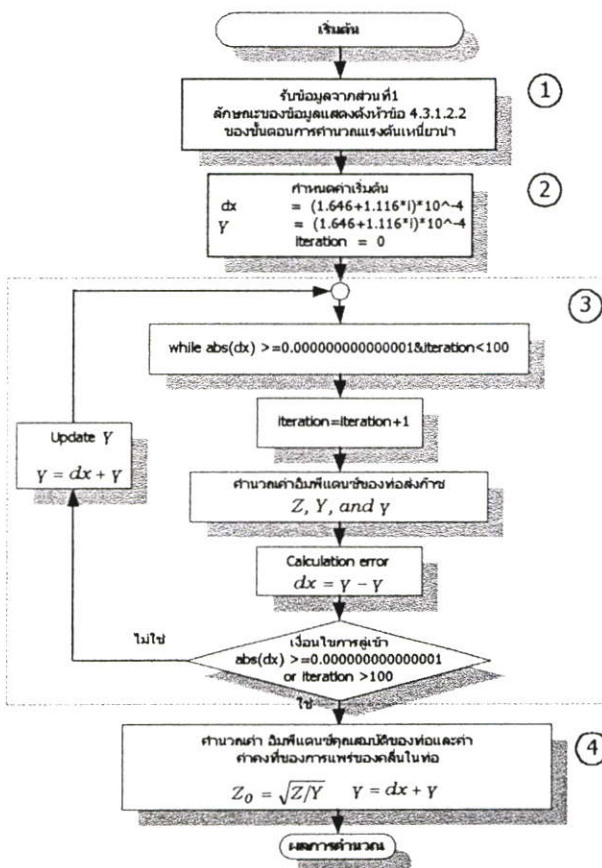 เริ่มต้น
รับข้อมูลจากส่วนที่1
ลักษณะของข้อมูลแสดงดังหัวข้อ 4.3.1.2.2
ของขั้นตอนการคำนวณแรงดันเหนี่ยวนำ
1
กำหนดค่าเริ่มต้น
dx = (1.646+1.116*i)*10^-4
γ = (1.646+1.116*i)*10^-4
iteration = 0
2
3
while abs(dx) >=0.000000000000001&iteration<100
iteration=iteration+1
Update γ
γ = dx + γ
คำนวณค่าอิมพีแดนซ์ของท่อส่งก๊าซ
Z, Y, and γ
Calculation error
dx = γ − γ
ไม่ใช่
เงื่อนไขการลู่เข้า
abs(dx) >=0.000000000000001
or iteration >100
ใช่
คำนวณค่า อิมพีแดนซ์คุณสมบัติของท่อและค่า
ค่าคงที่ของการแพร่ของคลื่นในท่อ
Z₀ = √Z/Y γ = dx + γ
4
ผลการคำนวณ